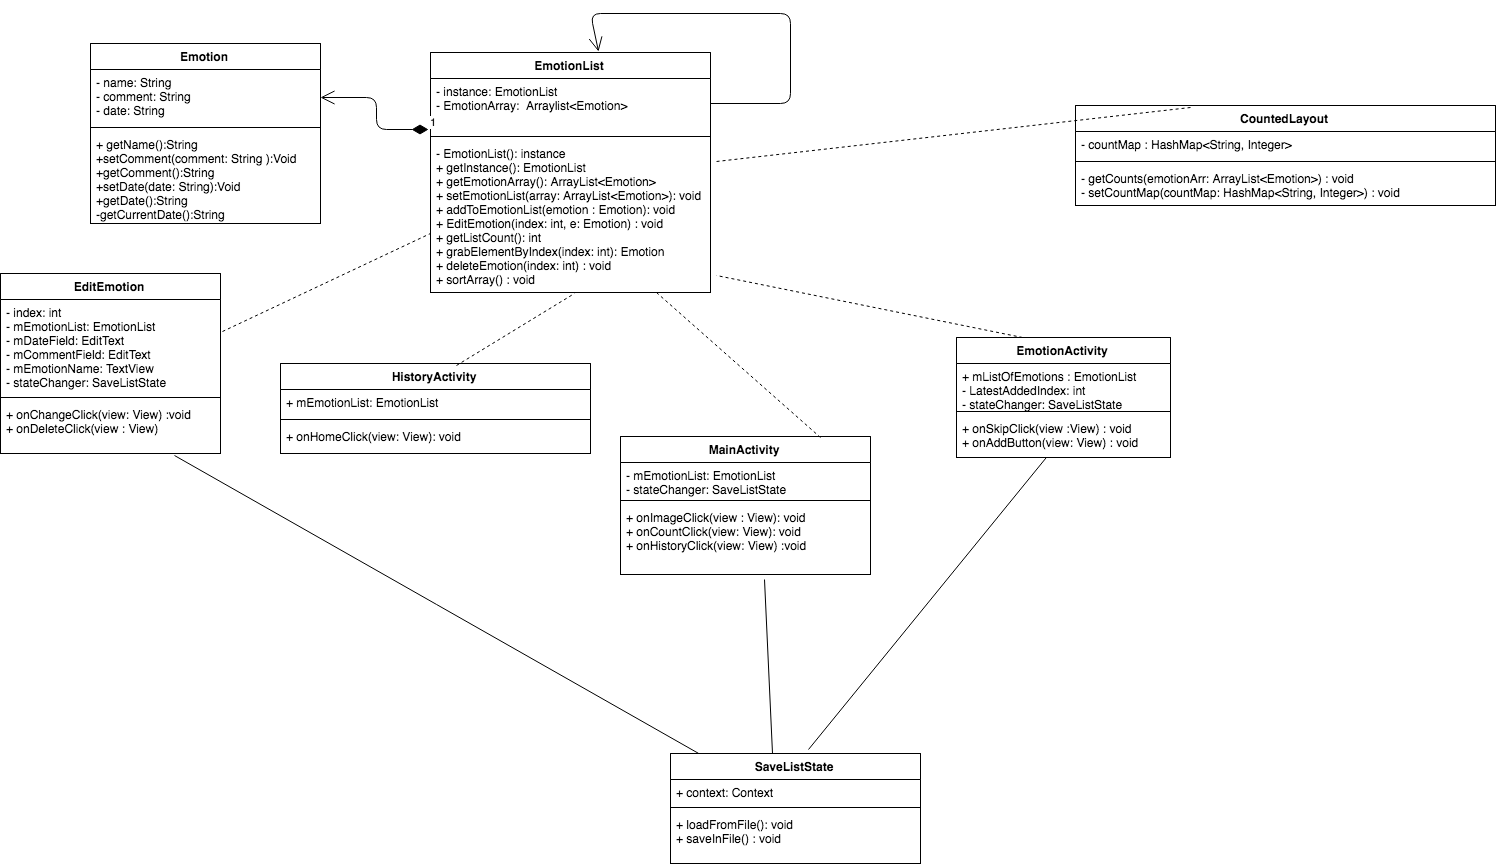 Emotion
- name: String
- comment: String
- date: String
+ getName():String
+setComment(comment: String ):Void
+getComment():String
+setDate(date: String):Void
+getDate():String
-getCurrentDate():String
EmotionList
- instance: EmotionList
- EmotionArray:  Arraylist<Emotion>
1
- EmotionList(): instance
+ getInstance(): EmotionList
+ getEmotionArray(): ArrayList<Emotion>
+ setEmotionList(array: ArrayList<Emotion>): void
+ addToEmotionList(emotion : Emotion): void
+ EditEmotion(index: int, e: Emotion) : void
+ getListCount(): int
+ grabElementByIndex(index: int): Emotion
+ deleteEmotion(index: int) : void
+ sortArray() : void
CountedLayout
- countMap : HashMap<String, Integer>
- getCounts(emotionArr: ArrayList<Emotion>) : void
- setCountMap(countMap: HashMap<String, Integer>) : void
EditEmotion
- index: int
- mEmotionList: EmotionList
- mDateField: EditText
- mCommentField: EditText
- mEmotionName: TextView
- stateChanger: SaveListState
+ onChangeClick(view: View) :void
+ onDeleteClick(view : View)
HistoryActivity
+ mEmotionList: EmotionList
+ onHomeClick(view: View): void
MainActivity
- mEmotionList: EmotionList
- stateChanger: SaveListState
+ onImageClick(view : View): void
+ onCountClick(view: View): void
+ onHistoryClick(view: View) :void
EmotionActivity
+ mListOfEmotions : EmotionList
- LatestAddedIndex: int
- stateChanger: SaveListState
+ onSkipClick(view :View) : void
+ onAddButton(view: View) : void
SaveListState
+ context: Context
+ loadFromFile(): void
+ saveInFile() : void